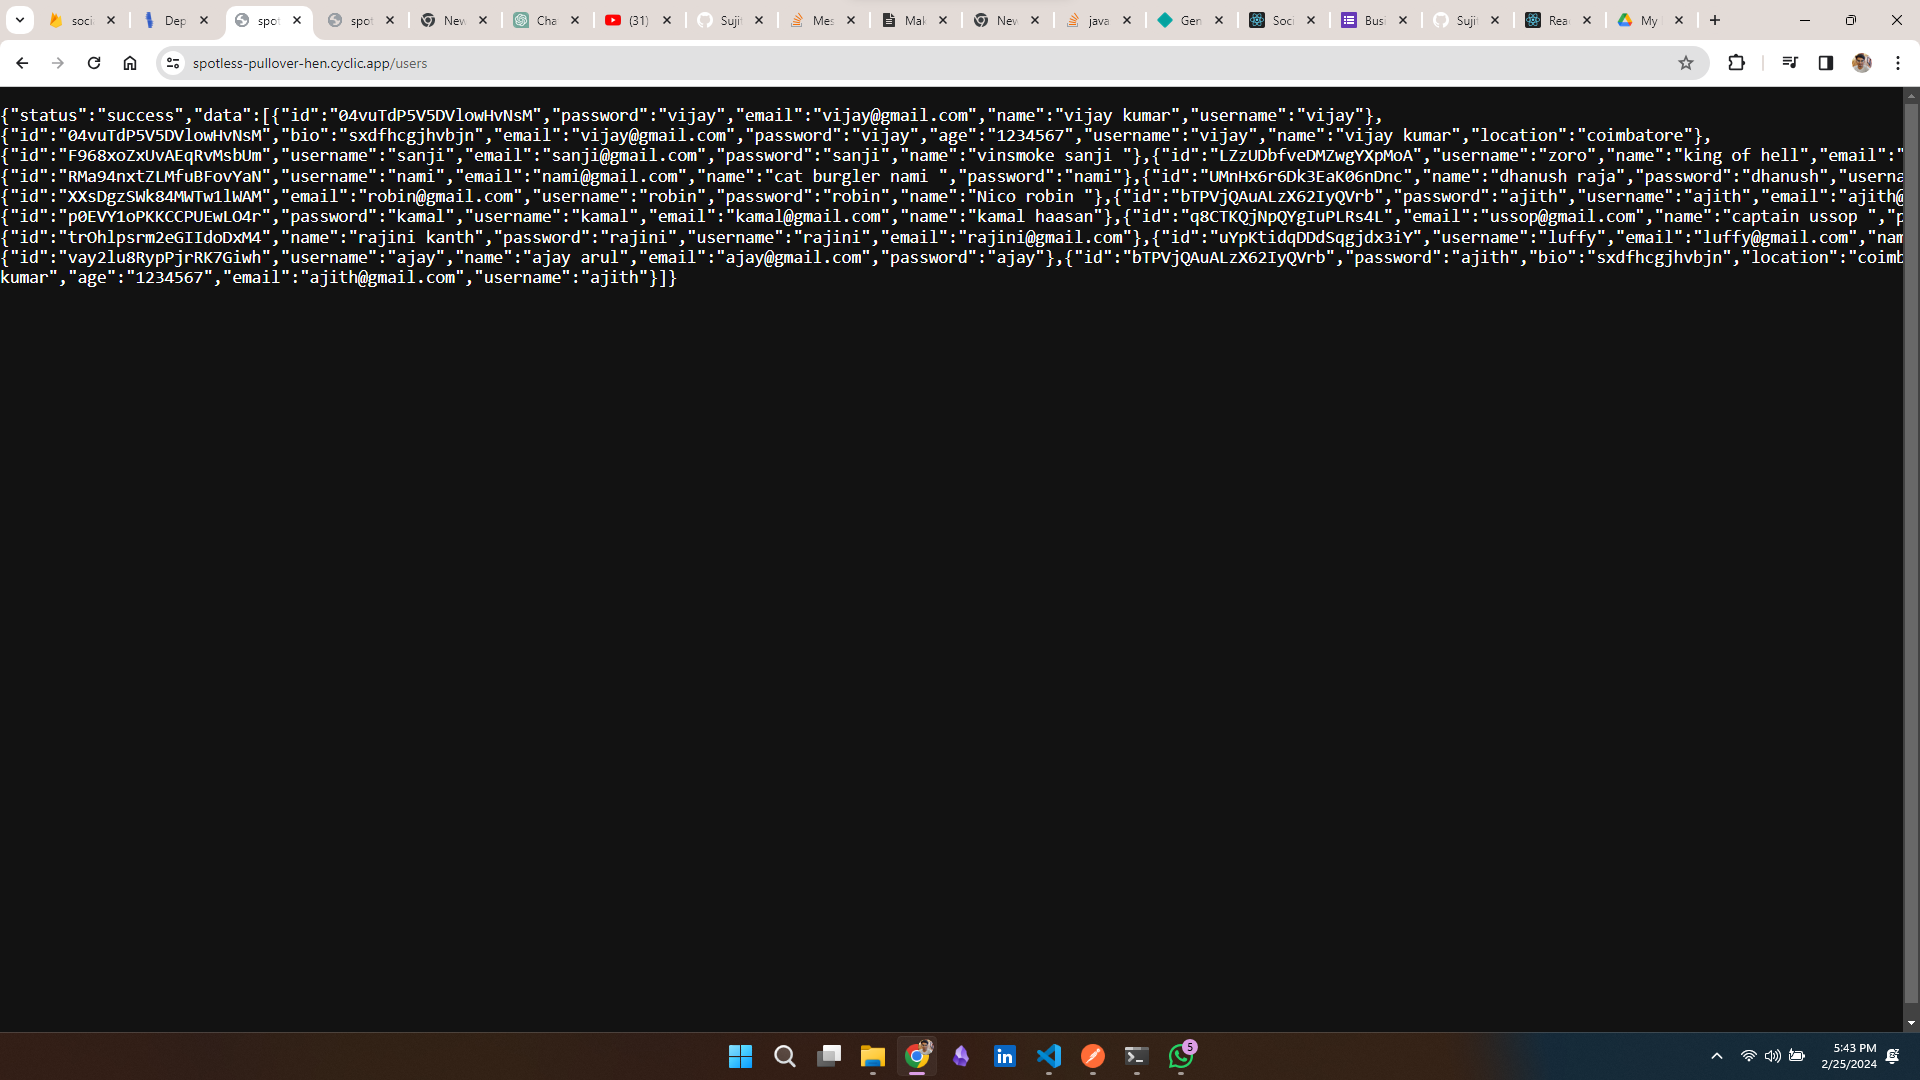 socia
Dep
spot
spot
New
Cha
(31)
Sujit
Mes
Mak
New
java
Gen
Soci
Busi
Sujit
Rea
My
spotless-pullover-hen.cyclic.app/users
{"status":"success","data":[{"id":"04vuTdP5V5DVlowHvNsM","password":"vijay","email":"vijay@gmail.com","name":"vijay kumar","username":"vijay"},
{"id":"04vuTdP5V5DVlowHvNsM","bio":"sxdfhcgjhvbjn","email":"vijay@gmail.com","password":"vijay","age":"1234567","username":"vijay","name":"vijay kumar","location":"coimbatore"},
{"id":"F968xoZxUvAEqRvMsbUm","username":"sanji","email":"sanji@gmail.com","password":"sanji","name":"vinsmoke sanji "},{"id":"LZzUDbfveDMZwgYXpMoA","username":"zoro","name":"king of hell","email":"
{"id":"RMa94nxtZLMfuBFovYaN","username":"nami","email":"nami@gmail.com","name":"cat burgler nami ","password":"nami"},{"id":"UMnHx6r6Dk3EaK06nDnc","name":"dhanush raja","password":"dhanush","userna
{"id":"XXsDgzSWk84MWTw1lWAM","email":"robin@gmail.com","username":"robin","password":"robin","name":"Nico robin "},{"id":"bTPVjQAuALzX62IyQVrb","password":"ajith","username":"ajith","email":"ajith@
{"id":"p0EVY1oPKKCCPUEwLO4r","password":"kamal","username":"kamal","email":"kamal@gmail.com","name":"kamal haasan"},{"id":"q8CTKQjNpQYgIuPLRs4L","email":"ussop@gmail.com","name":"captain ussop ","p
{"id":"trOhlpsrm2eGIIdoDxM4","name":"rajini kanth","password":"rajini","username":"rajini","email":"rajini@gmail.com"},{"id":"uYpKtidqDDdSqgjdx3iY","username":"luffy","email":"luffy@gmail.com","nam
{"id":"vay2lu8RypPjrRK7Giwh","username":"ajay","name":"ajay arul","email":"ajay@gmail.com","password":"ajay"},{"id":"bTPVjQAuALzX62IyQVrb","password":"ajith","bio":"sxdfhcgjhvbjn","location":"coimb
kumar","age":"1234567","email":"ajith@gmail.com","username":"ajith"}]}
5
5:43 PM
2/25/2024